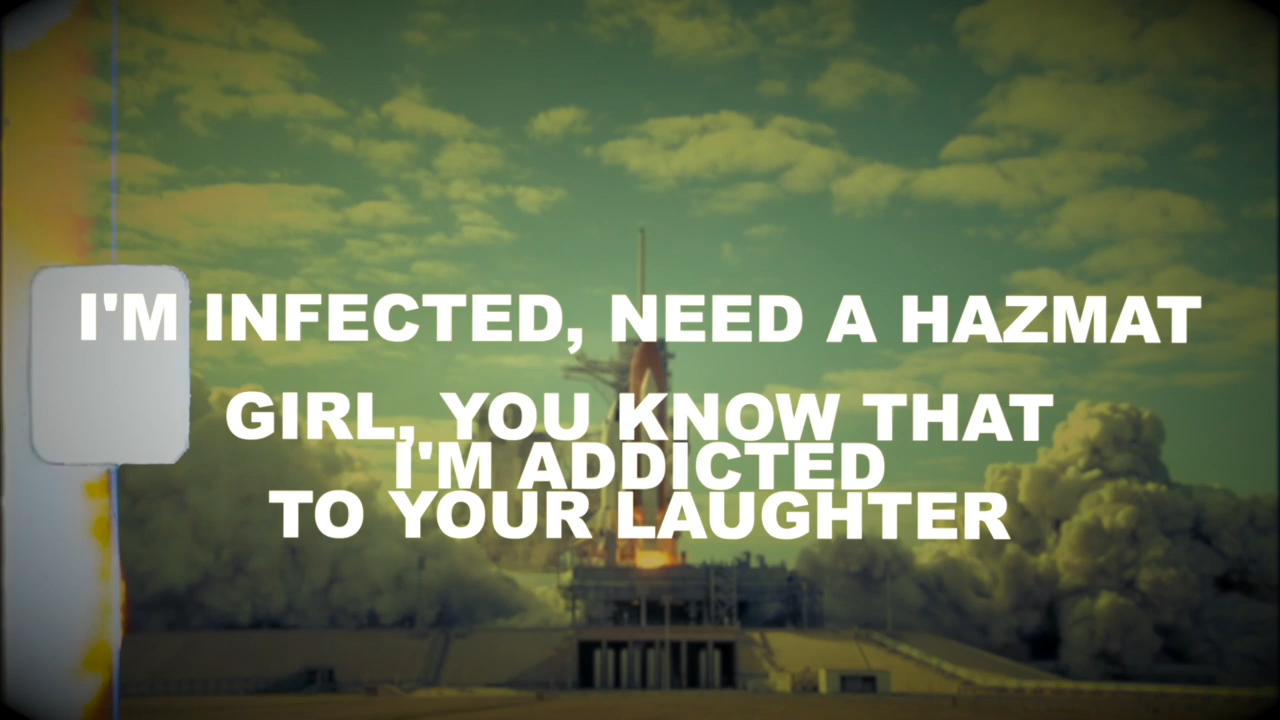 I'M INFECTED, NEED A HAZMAT
GIRL, YOU KNOW THAT
I'M ADDICTED
TO YOUR LAUGHTER